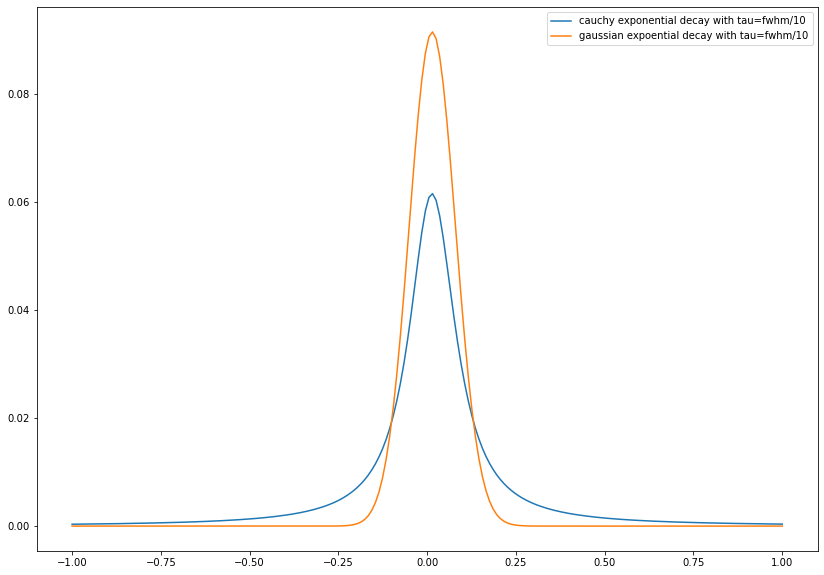 cauchy exponential decay with tau=fwhm/10
gaussian expoential decay with tau=fwhm/10
0.08
0.06
0.04
0.02
0.00
−1.00 −0.75 −0.50 −0.25 0.00 0.25 0.50 0.75 1.00